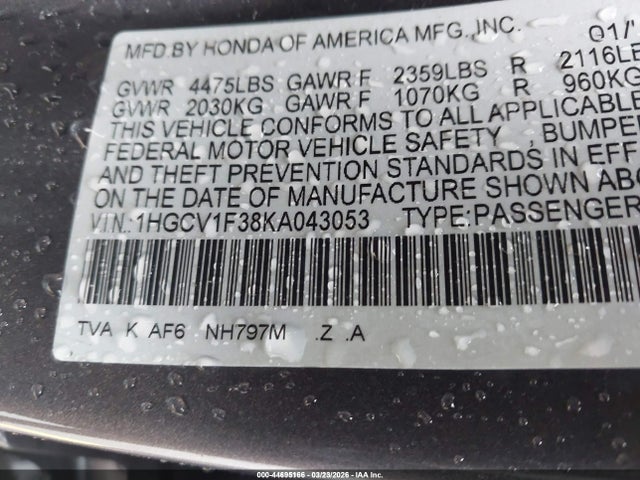 MFD.BY HONDA OF AMERICA MFG.,INC. 01/
GVWR 4475LBS GAWR F 2359LBS R 2116LB
GVWR 2030KG GAWR F 1070KG R 960KG
THIS VEHICLE CONFORMS TO ALL APPLICABLE
FEDERAL MOTOR VEHICLE SAFETY , BUMPER
AND THEFT PREVENTION STANDARDS IN EFF
ON THE DATE OF MANUFACTURE SHOWN ABO
VIN:1HGCV1F38KA043053 TYPE:PASSENGER
TVA K AF6 NH797M .Z .A
000-44695166 | 03/23/2026 | IAA Inc.